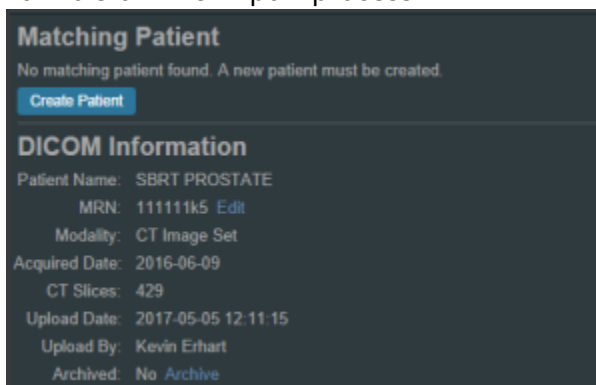 Matching Patient
No matching patient found. A new patient must be created.
Create Patient
DICOM Information
Patient Name: SBRT PROSTATE
MRN: 111111k5 Edit
Modality: CT Image Set
Acquired Date: 2016-06-09
CT Slices: 429
Upload Date: 2017-05-05 12:11:15
Upload By: Kevin Erhart
Archived: No Archive